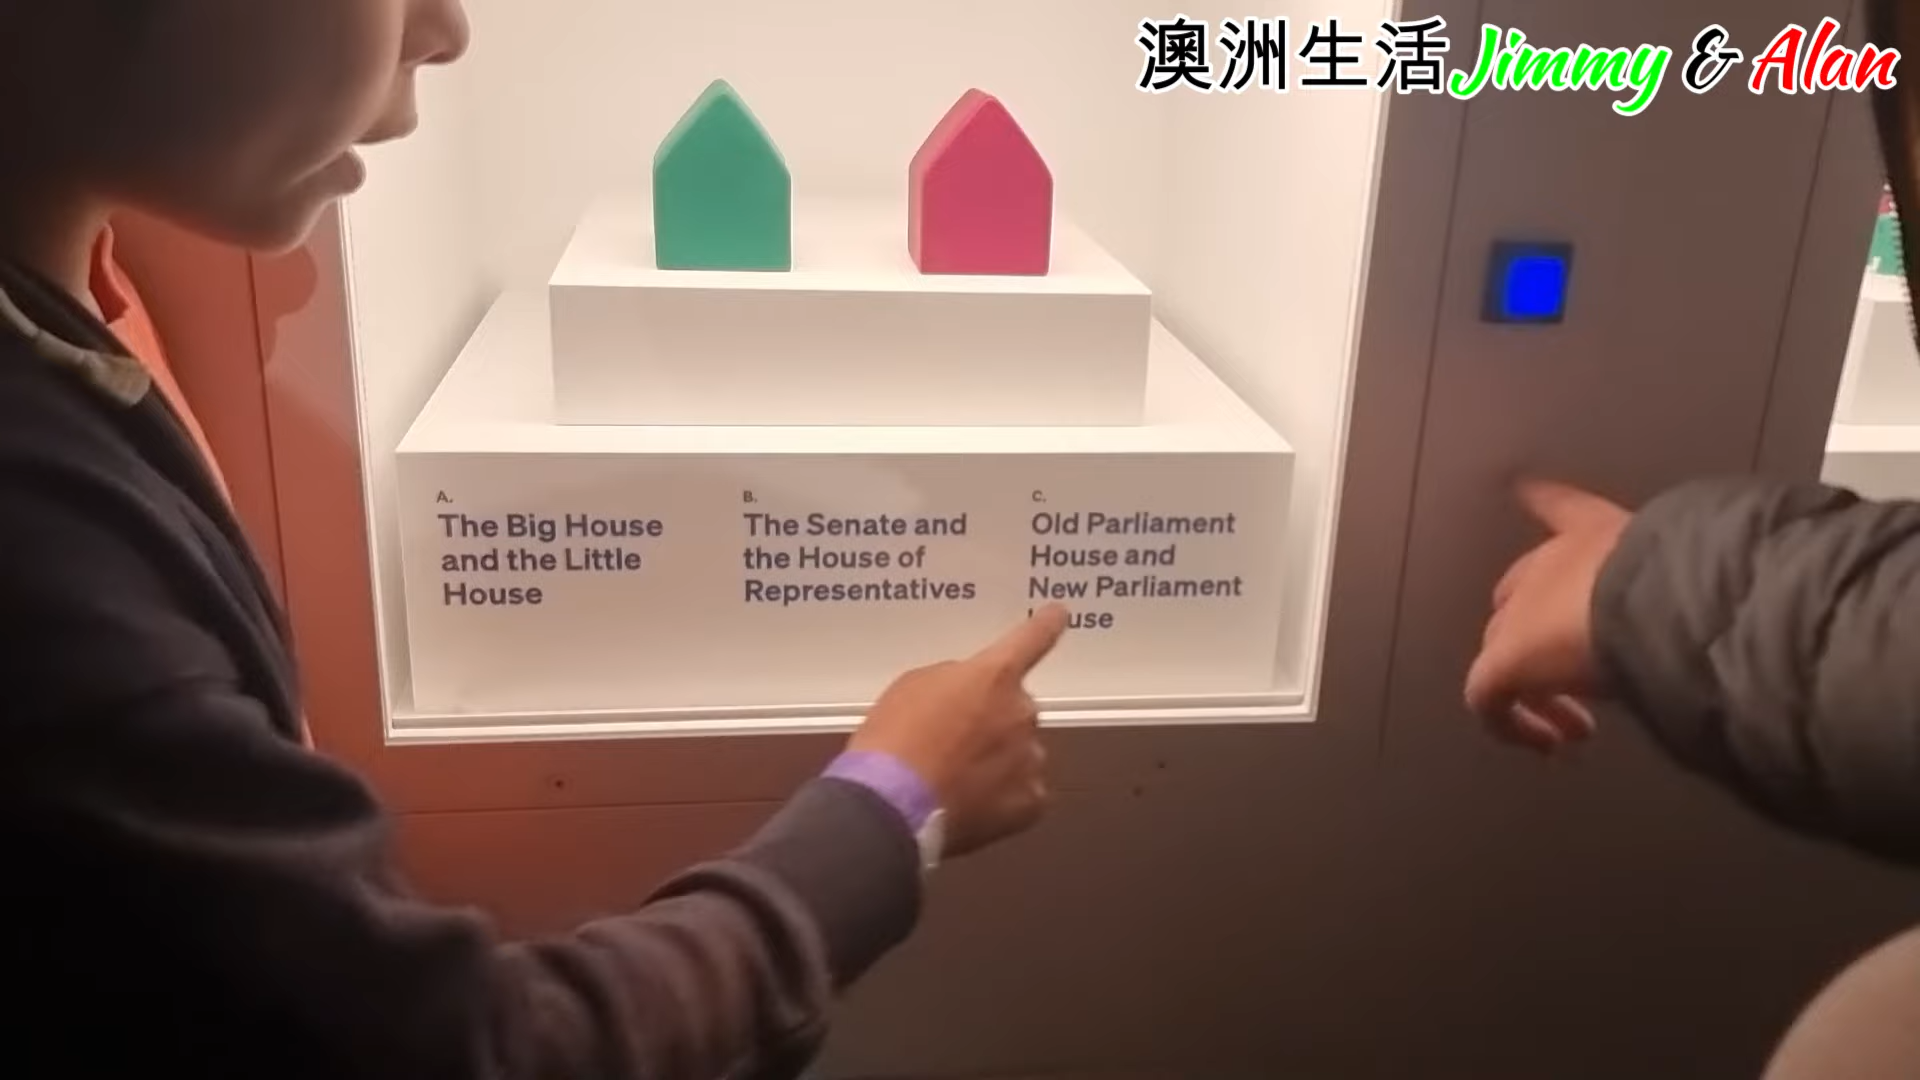 澳洲生活Jimmy & Alan
A.
The Big House
and the Little
House
B.
The Senate and
the House of
Representatives
C.
Old Parliament
House and
New Parliament
use